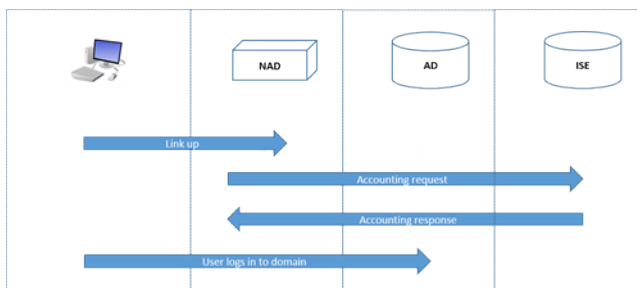 NAD
AD
ISE
Link up
Accounting request
Accounting response
User logs in to domain